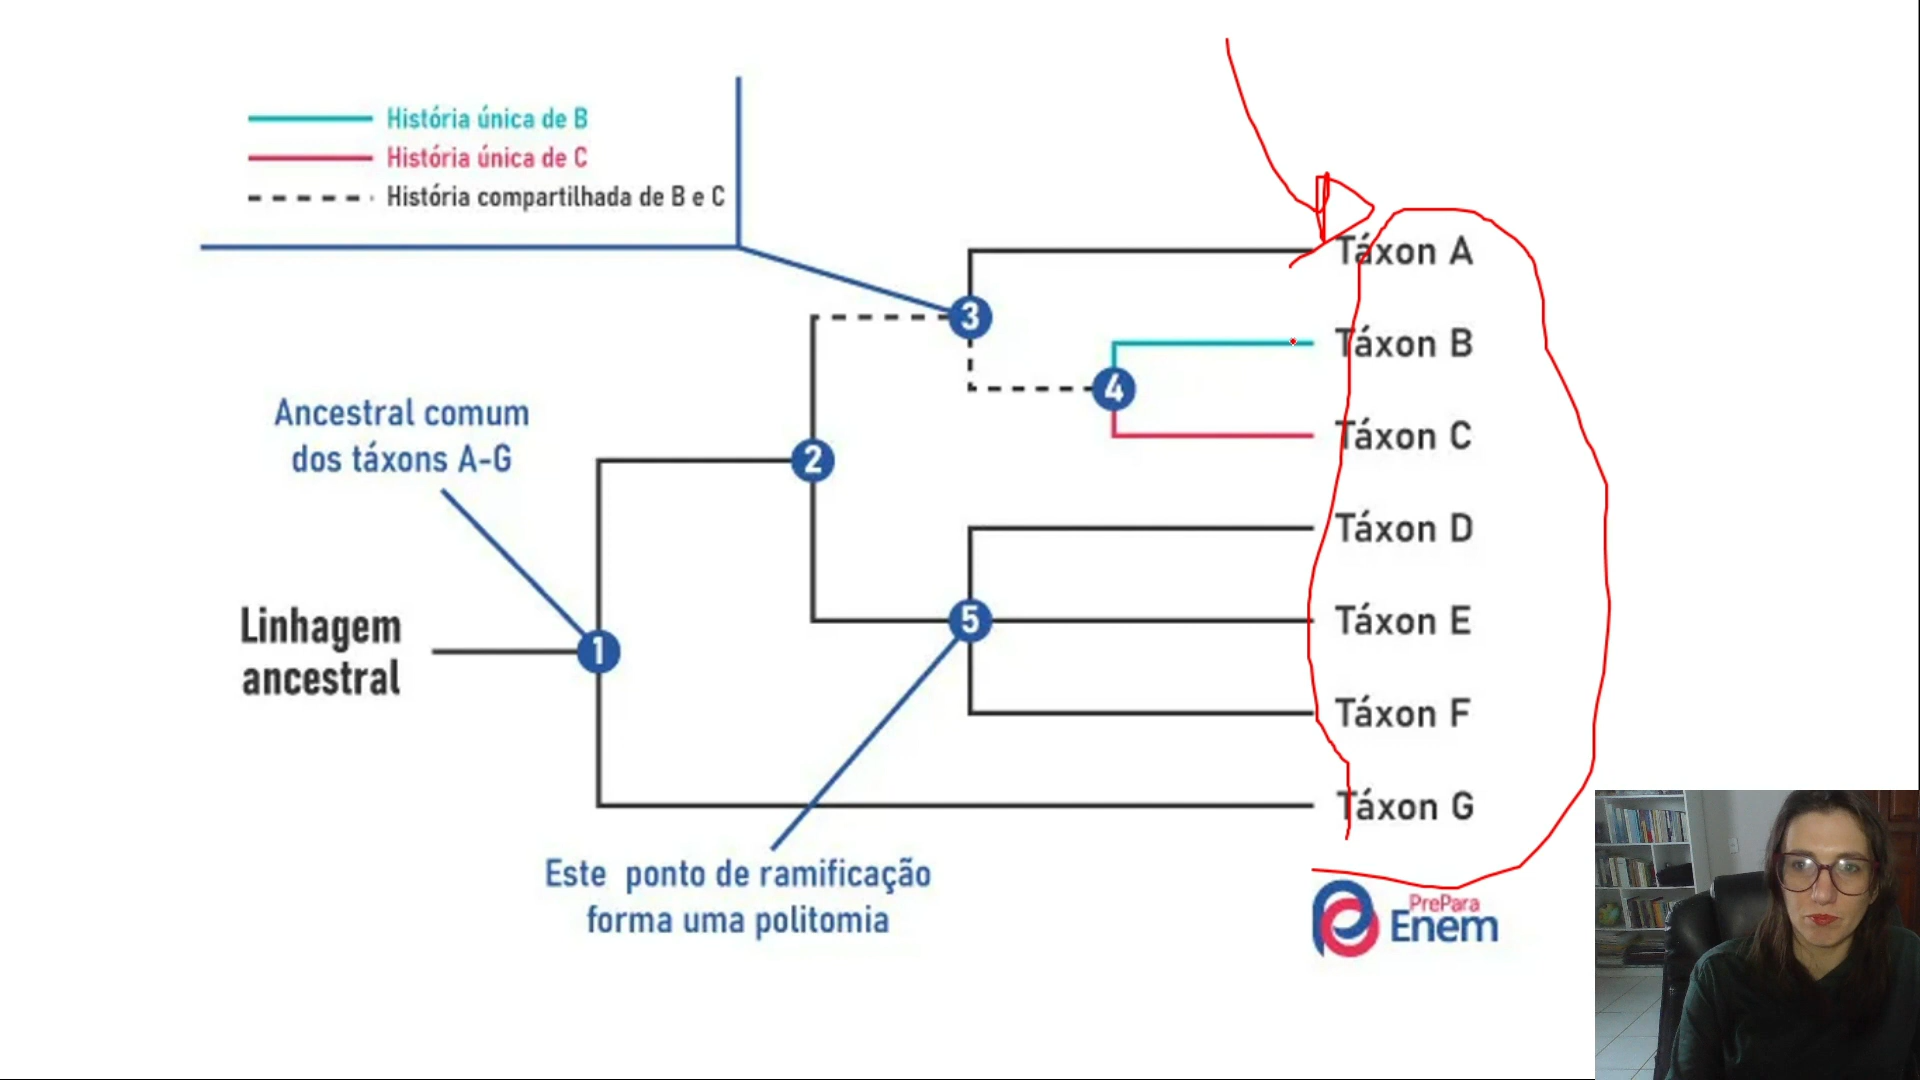 História única de B
História única de C
História compartilhada de B e C
Táxon A
3
Táxon B
4
Ancestral comum
dos táxons A-G
Táxon C
2
Táxon D
Linhagem
ancestral
1
5
Táxon E
Táxon F
Táxon G
Este ponto de ramificação
forma uma politomia
PrePara
Enem